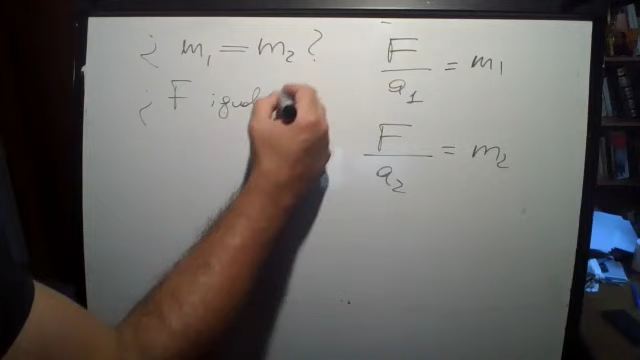 ¿ m₁ = m₂ ?
¿ F igual
F/a₁ = m₁
F/a₂ = m₂